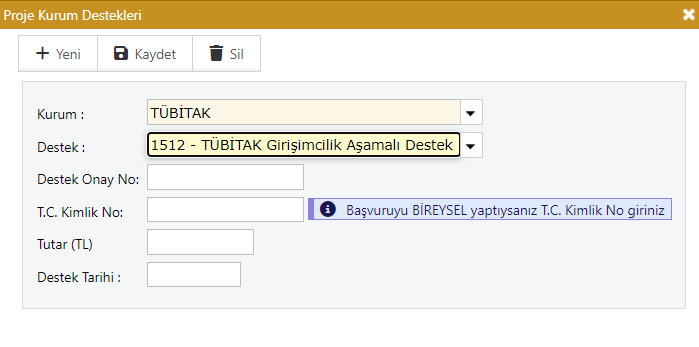 Proje Kurum Destekleri
Yeni Kaydet Sil
Kurum : TÜBİTAK
Destek : 1512 - TÜBİTAK Girişimcilik Aşamalı Destek
Destek Onay No:
T.C. Kimlik No: Başvuruyu BİREYSEL yaptıysanız T.C. Kimlik No giriniz
Tutar (TL)
Destek Tarihi :